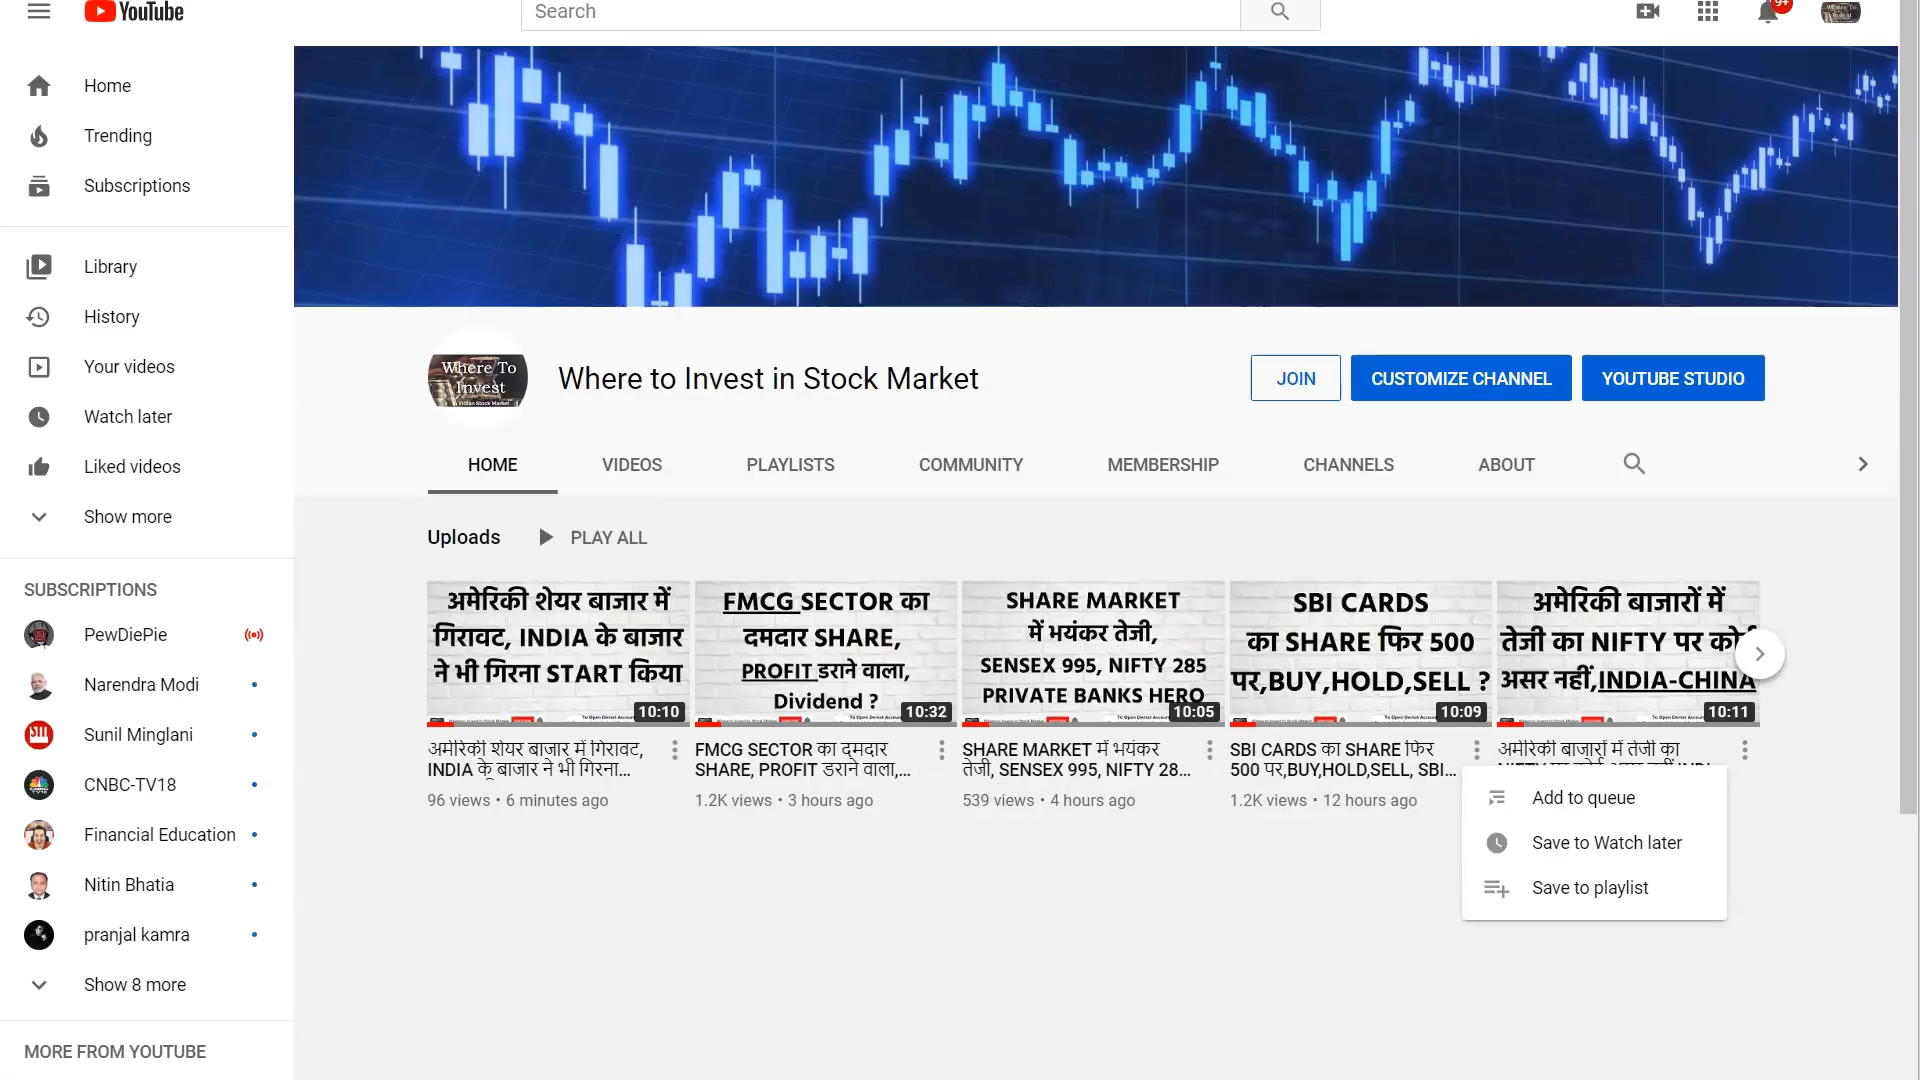 YouTube
Search
9+
Home
Trending
Subscriptions
Library
History
Your videos
Watch later
Liked videos
Show more
SUBSCRIPTIONS
PewDiePie
Narendra Modi
Sunil Minglani
CNBC-TV18
Financial Education
Nitin Bhatia
pranjal kamra
Show 8 more
MORE FROM YOUTUBE
Where To
Invest
in Indian Stock Market
Where to Invest in Stock Market
JOIN
CUSTOMIZE CHANNEL
YOUTUBE STUDIO
HOME
VIDEOS
PLAYLISTS
COMMUNITY
MEMBERSHIP
CHANNELS
ABOUT
Uploads
PLAY ALL
अमेरिकी शेयर बाजार में
गिरावट, INDIA के बाजार
ने भी गिरना START किया
10:10
अमेरिकी शेयर बाजार में गिरावट,
INDIA के बाजार ने भी गिरना...
96 views • 6 minutes ago
FMCG SECTOR का
दमदार SHARE,
PROFIT डराने वाला,
Dividend ?
10:32
FMCG SECTOR का दमदार
SHARE, PROFIT डराने वाला,...
1.2K views • 3 hours ago
SHARE MARKET
में भयंकर तेजी,
SENSEX 995, NIFTY 285
PRIVATE BANKS HERO
10:05
SHARE MARKET में भयंकर
तेजी, SENSEX 995, NIFTY 28...
539 views • 4 hours ago
SBI CARDS
का SHARE फिर 500
पर,BUY,HOLD,SELL ?
10:09
SBI CARDS का SHARE फिर
500 पर,BUY,HOLD,SELL, SBI...
1.2K views • 12 hours ago
अमेरिकी बाजारों में
तेजी का NIFTY पर कोई
असर नहीं,INDIA-CHINA
10:11
अमेरिकी बाजारों में तेजी का
Add to queue
Save to Watch later
Save to playlist